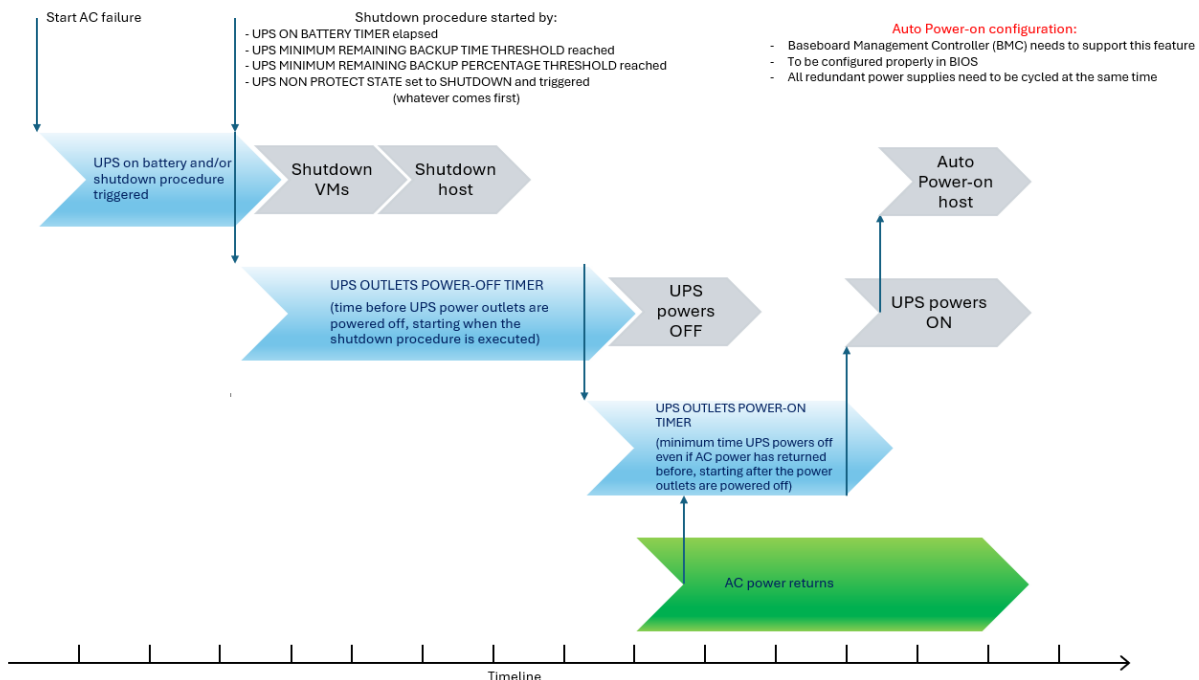 Start AC failure
Shutdown procedure started by:
- UPS ON BATTERY TIMER elapsed
- UPS MINIMUM REMAINING BACKUP TIME THRESHOLD reached
- UPS MINIMUM REMAINING BACKUP PERCENTAGE THRESHOLD reached
- UPS NON PROTECT STATE set to SHUTDOWN and triggered
(whatever comes first)
Auto Power-on configuration:
- Baseboard Management Controller (BMC) needs to support this feature
- To be configured properly in BIOS
- All redundant power supplies need to be cycled at the same time
UPS on battery and/or
shutdown procedure
triggered
Shutdown
VMs
Shutdown
host
Auto
Power-on
host
UPS OUTLETS POWER-OFF TIMER
(time before UPS power outlets are
powered off, starting when the
shutdown procedure is executed)
UPS
powers
OFF
UPS powers
ON
UPS OUTLETS POWER-ON
TIMER
(minimum time UPS powers off
even if AC power has returned
before, starting after the power
outlets are powered off)
AC power returns
Timeline